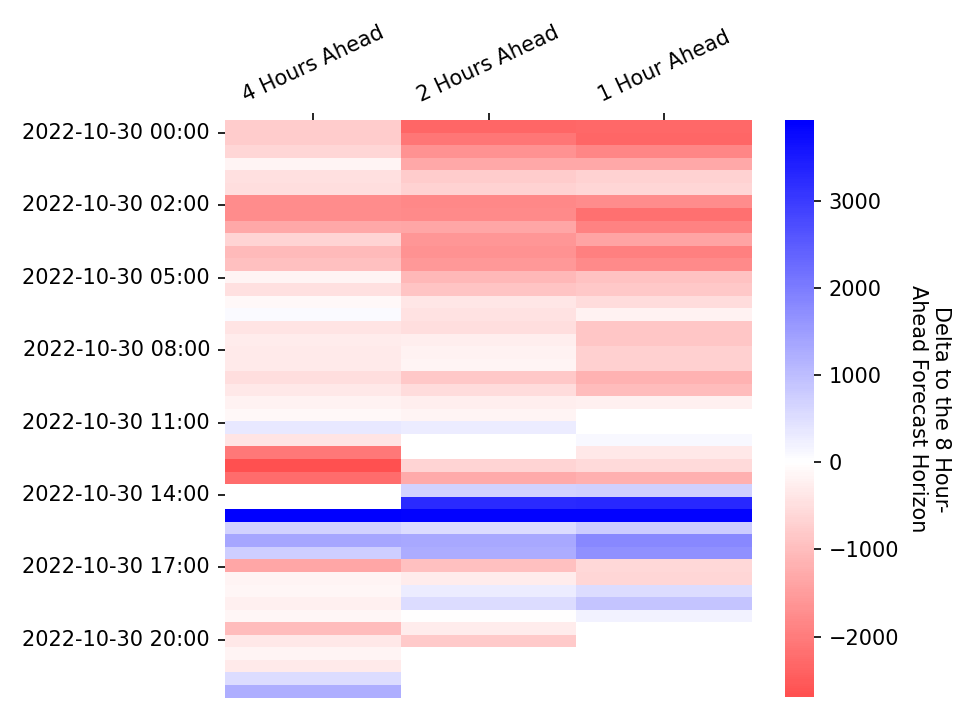 4 Hours Ahead
2 Hours Ahead
1 Hour Ahead
2022-10-30 00:00
2022-10-30 02:00
2022-10-30 05:00
2022-10-30 08:00
2022-10-30 11:00
2022-10-30 14:00
2022-10-30 17:00
2022-10-30 20:00
3000
2000
1000
0
−1000
−2000
Delta to the 8 Hour-
Ahead Forecast Horizon